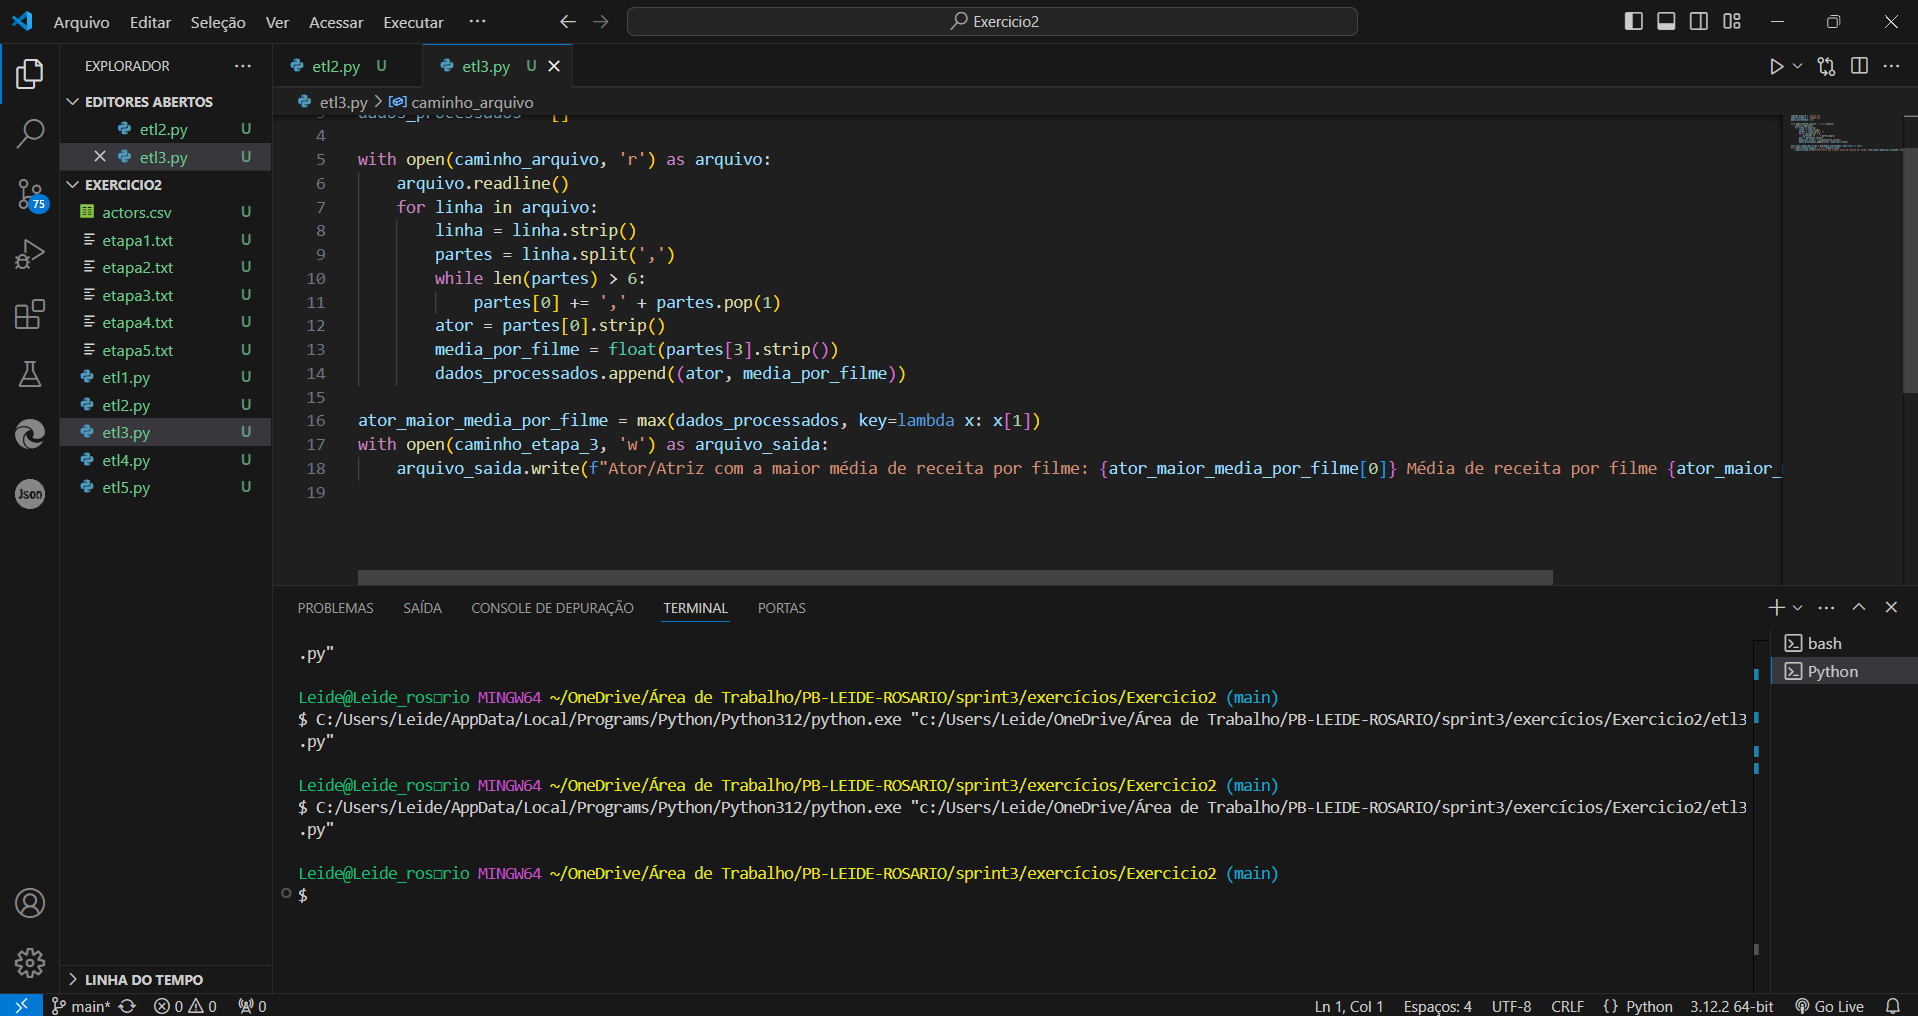 Arquivo Editar Seleção Ver Acessar Executar ··· Exercicio2
EXPLORADOR ···
EDITORES ABERTOS
etl2.py U
etl3.py U
EXERCICIO2
actors.csv U
etapa1.txt U
etapa2.txt U
etapa3.txt U
etapa4.txt U
etapa5.txt U
etl1.py U
etl2.py U
etl3.py U
etl4.py U
etl5.py U
75
Json
LINHA DO TEMPO
etl2.py U etl3.py U
etl3.py > caminho_arquivo
3 dados_processados = []
4
5 with open(caminho_arquivo, 'r') as arquivo:
6 arquivo.readline()
7 for linha in arquivo:
8 linha = linha.strip()
9 partes = linha.split(',')
10 while len(partes) > 6:
11 partes[0] += ',' + partes.pop(1)
12 ator = partes[0].strip()
13 media_por_filme = float(partes[3].strip())
14 dados_processados.append((ator, media_por_filme))
15
16 ator_maior_media_por_filme = max(dados_processados, key=lambda x: x[1])
17 with open(caminho_etapa_3, 'w') as arquivo_saida:
18 arquivo_saida.write(f"Ator/Atriz com a maior média de receita por filme: {ator_maior_media_por_filme[0]} Média de receita por filme {ator_maior_
19
PROBLEMAS SAÍDA CONSOLE DE DEPURAÇÃO TERMINAL PORTAS
bash
Python
.py"
Leide@Leide_ros□rio MINGW64 ~/OneDrive/Área de Trabalho/PB-LEIDE-ROSARIO/sprint3/exercícios/Exercicio2 (main)
$ C:/Users/Leide/AppData/Local/Programs/Python/Python312/python.exe "c:/Users/Leide/OneDrive/Área de Trabalho/PB-LEIDE-ROSARIO/sprint3/exercícios/Exercicio2/etl3
.py"
Leide@Leide_ros□rio MINGW64 ~/OneDrive/Área de Trabalho/PB-LEIDE-ROSARIO/sprint3/exercícios/Exercicio2 (main)
$ C:/Users/Leide/AppData/Local/Programs/Python/Python312/python.exe "c:/Users/Leide/OneDrive/Área de Trabalho/PB-LEIDE-ROSARIO/sprint3/exercícios/Exercicio2/etl3
.py"
Leide@Leide_ros□rio MINGW64 ~/OneDrive/Área de Trabalho/PB-LEIDE-ROSARIO/sprint3/exercícios/Exercicio2 (main)
$
main* 0 0 0 Ln 1, Col 1 Espaços: 4 UTF-8 CRLF {} Python 3.12.2 64-bit Go Live